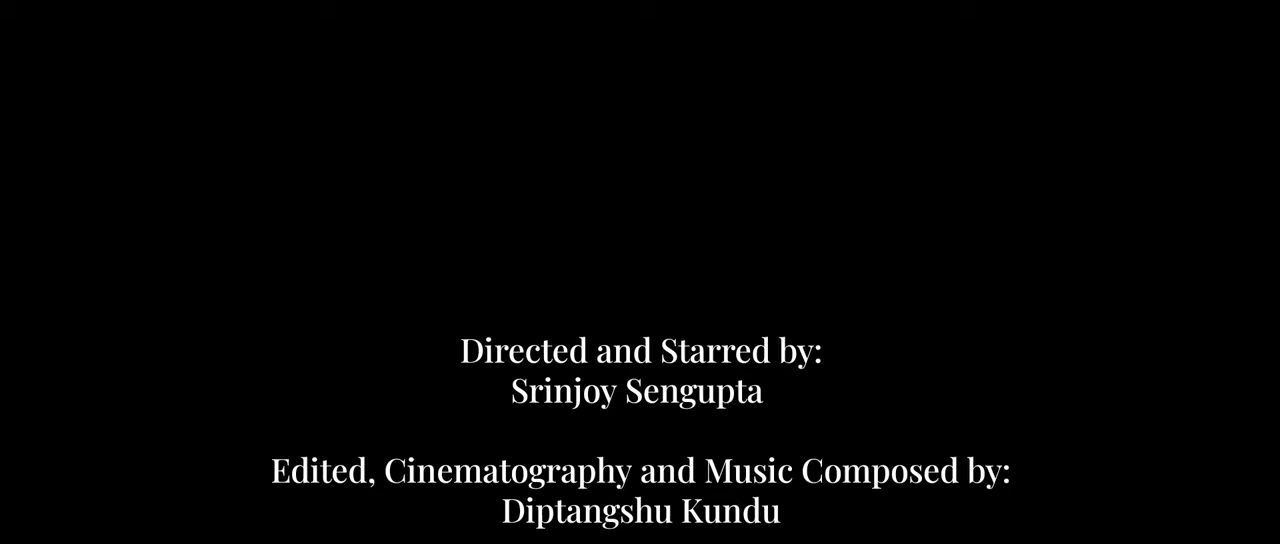 Directed and Starred by:
Srinjoy Sengupta
Edited, Cinematography and Music Composed by:
Diptangshu Kundu